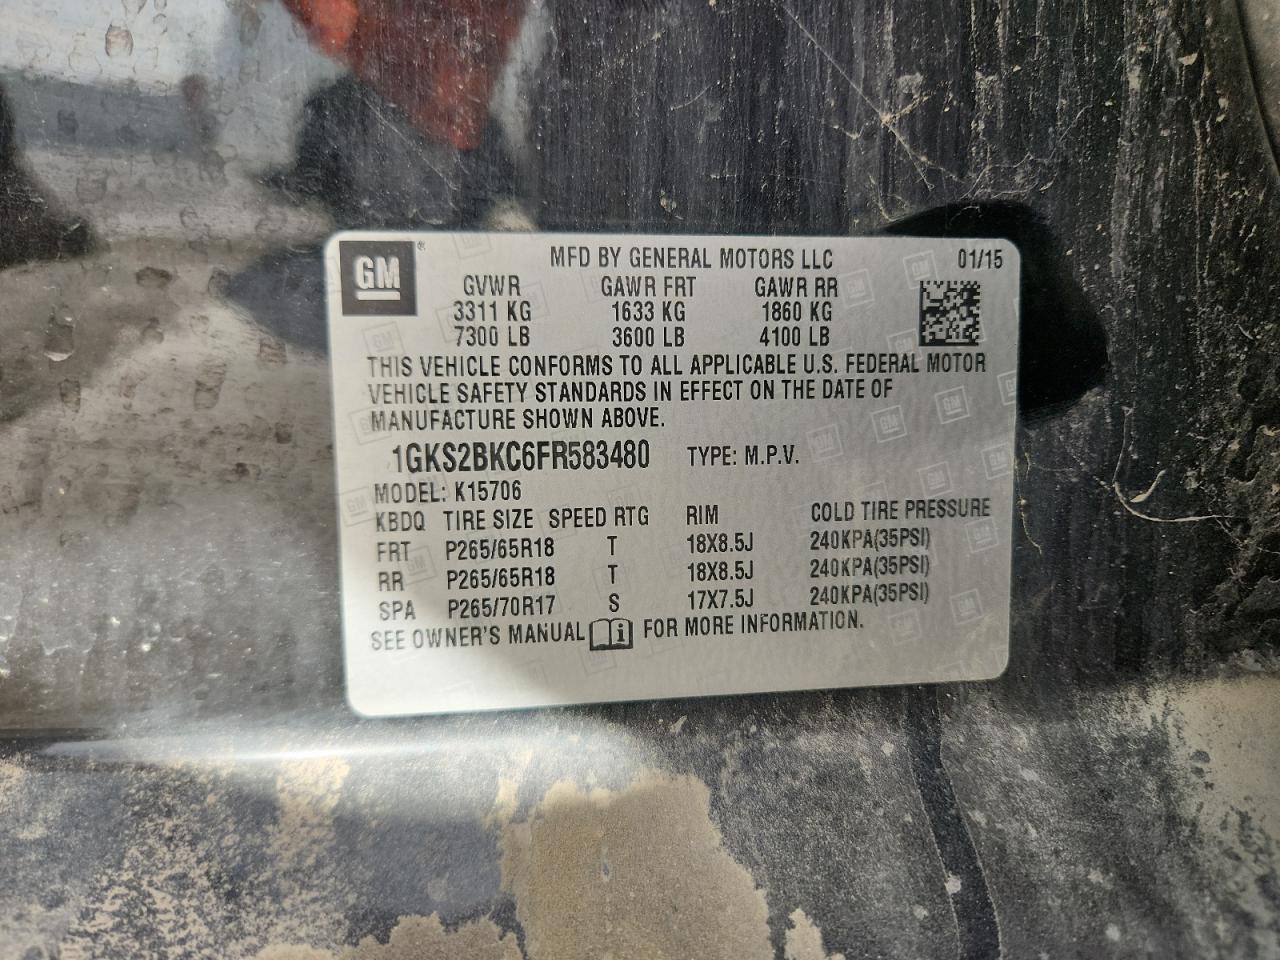 GM ®
MFD BY GENERAL MOTORS LLC 01/15
GVWR GAWR FRT GAWR RR
3311 KG 1633 KG 1860 KG
7300 LB 3600 LB 4100 LB
THIS VEHICLE CONFORMS TO ALL APPLICABLE U.S. FEDERAL MOTOR
VEHICLE SAFETY STANDARDS IN EFFECT ON THE DATE OF
MANUFACTURE SHOWN ABOVE.
1GKS2BKC6FR583480 TYPE: M.P.V.
MODEL: K15706
KBDQ TIRE SIZE SPEED RTG RIM COLD TIRE PRESSURE
FRT P265/65R18 T 18X8.5J 240KPA(35PSI)
RR P265/65R18 T 18X8.5J 240KPA(35PSI)
SPA P265/70R17 S 17X7.5J 240KPA(35PSI)
SEE OWNER'S MANUAL FOR MORE INFORMATION.